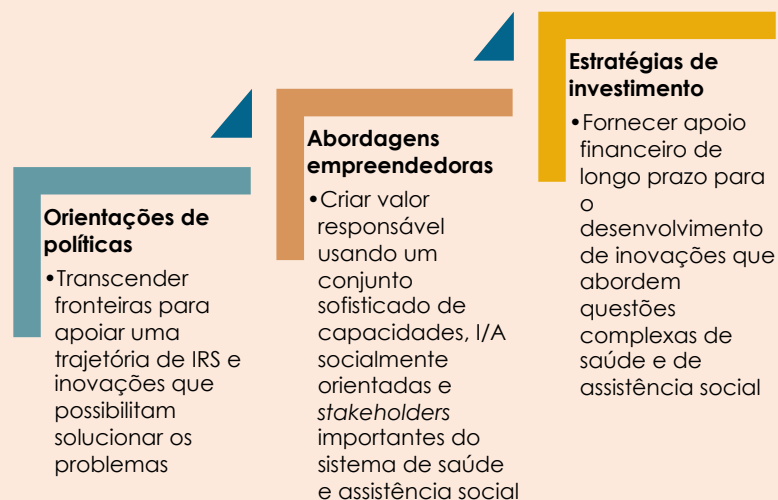 Orientações de
políticas
•Transcender
fronteiras para
apoiar uma
trajetória de IRS e
inovações que
possibilitam
solucionar os
problemas
Abordagens
empreendedoras
•Criar valor
responsável
usando um
conjunto
sofisticado de
capacidades, I/A
socialmente
orientadas e
stakeholders
importantes do
sistema de saúde
e assistência social
Estratégias de
investimento
•Fornecer apoio
financeiro de
longo prazo para
o
desenvolvimento
de inovações que
abordem
questões
complexas de
saúde e de
assistência social